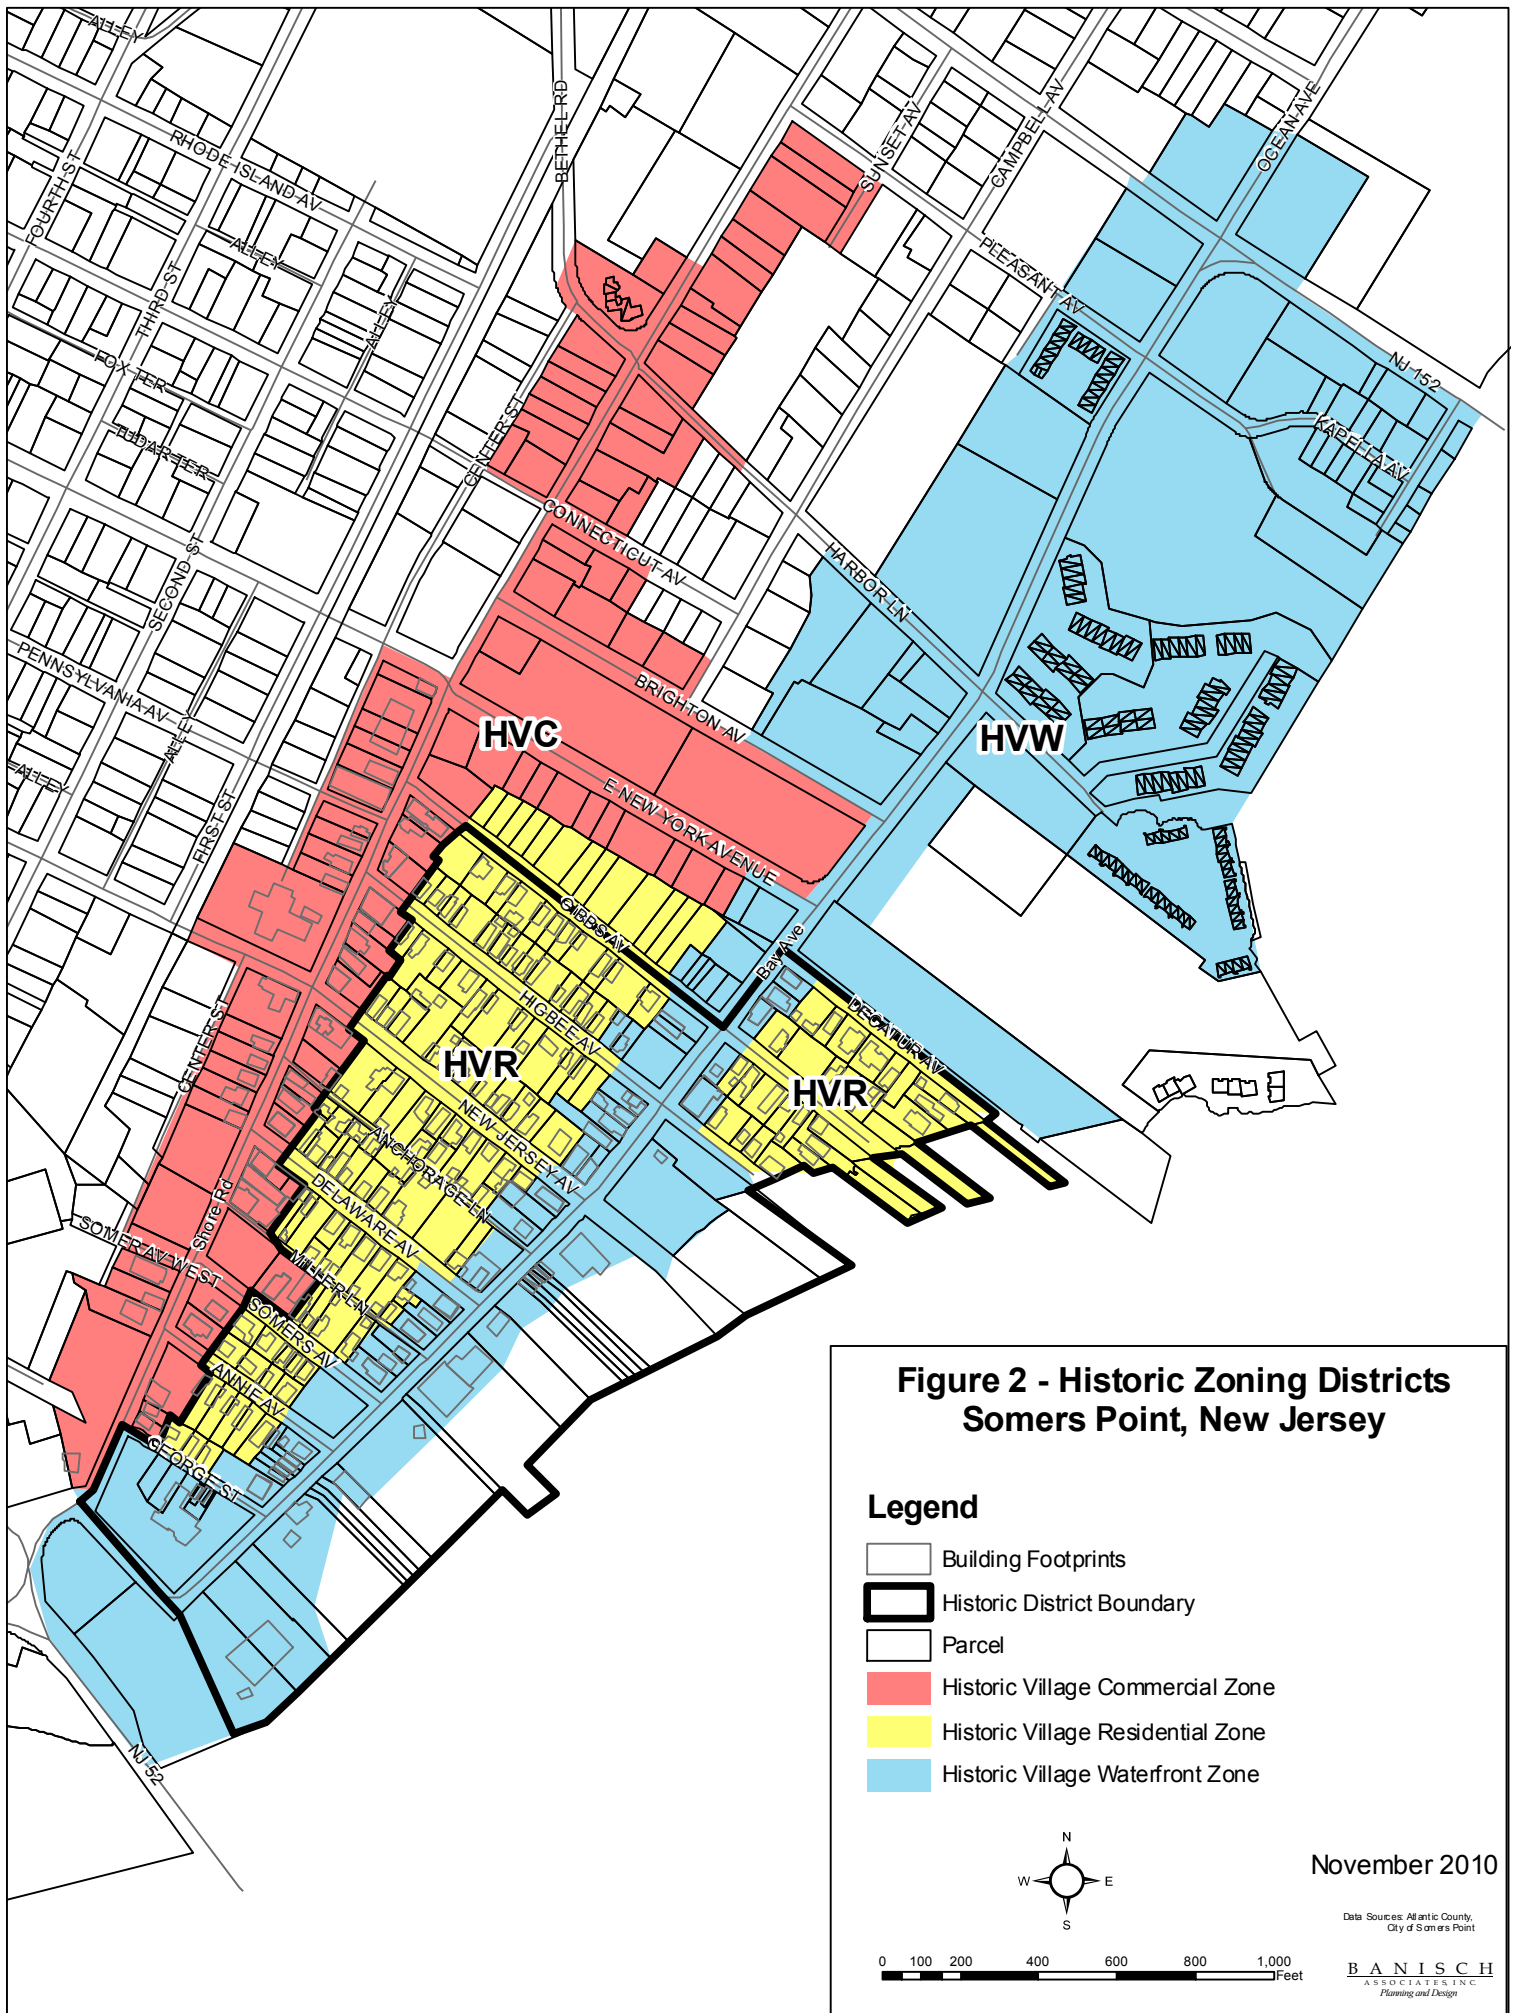 ALLEY
BETHEL RD
OCEAN AVE
SUNSET AV
CAMPBELL AV
RHODE ISLAND AV
FOURTH ST
ALLEY
PLEASANT AV
THIRD ST
ALLEY
NJ 152
FOX TER
KAPELLA AV
TUDAR TER
CENTER ST
CONNECTICUT AV
HARBOR LN
SECOND ST
PENNSYLVANIA AV
BRIGHTON AV
HVC
HVW
ALLEY
ALLEY
E NEW YORK AVENUE
FIRST ST
GIBBS AV
Bay Ave
HIGBEE AV
DECATUR AV
CENTER ST
HVR
HVR
NEW JERSEY AV
ANCHORAGE LN
DELAWARE AV
Shore Rd
SOMER AV WEST
MILLER LN
SOMERS AV
ANNIE AV
GEORGE ST
NJ 52
Figure 2 - Historic Zoning Districts
Somers Point, New Jersey
Legend
Building Footprints
Historic District Boundary
Parcel
Historic Village Commercial Zone
Historic Village Residential Zone
Historic Village Waterfront Zone
N
W E
S
November 2010
Data Sources: Atlantic County,
City of Somers Point
0 100 200 400 600 800 1,000
Feet
BANISCH
ASSOCIATES, INC.
Planning and Design